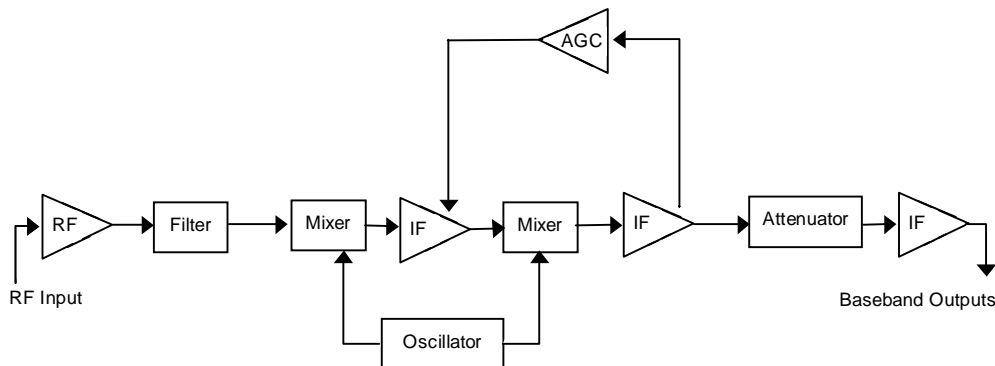 AGC
RF
Filter
Mixer
IF
Mixer
IF
Attenuator
IF
RF Input
Baseband Outputs
Oscillator